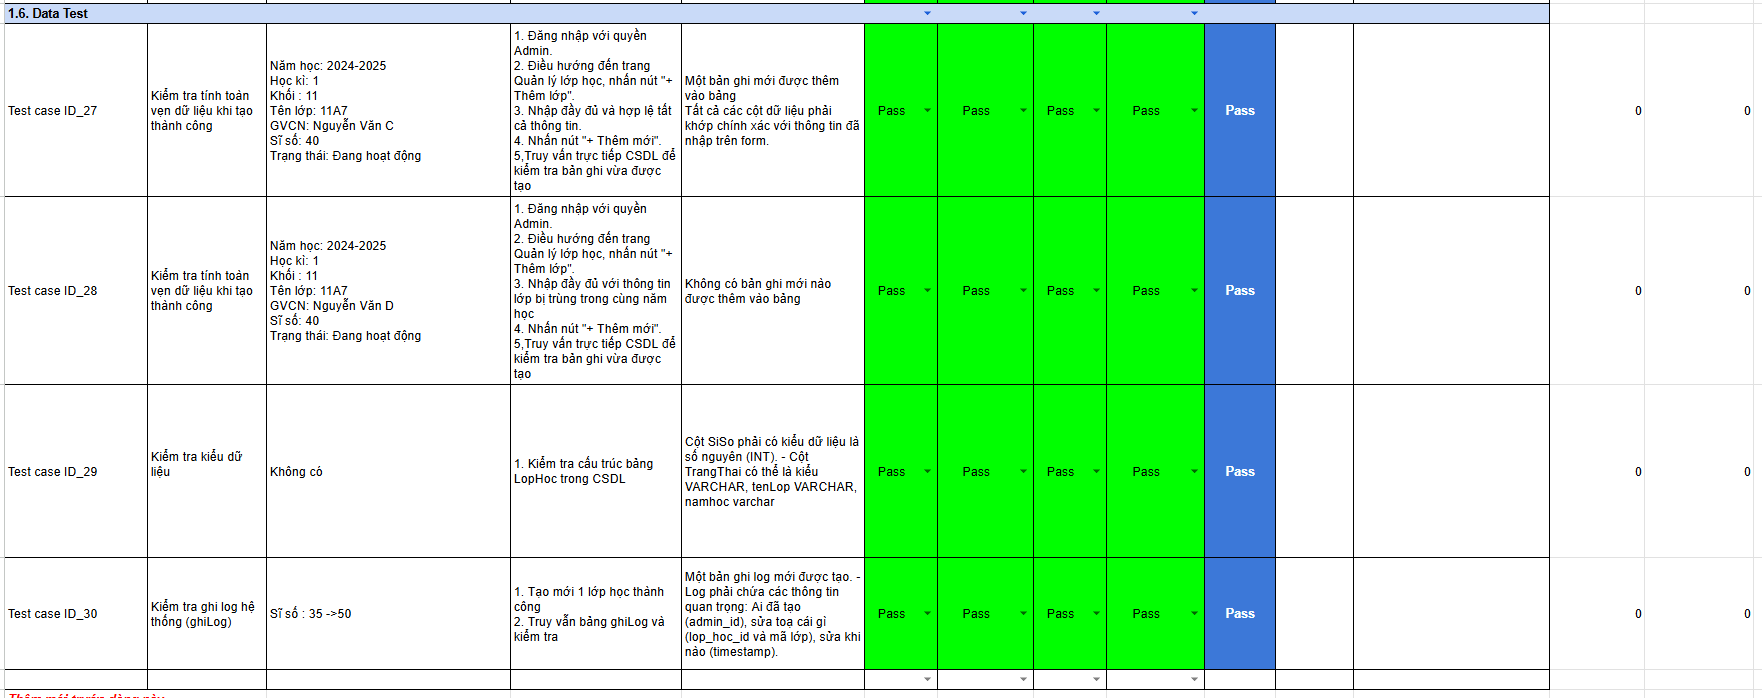 1.6. Data Test
Test case ID_27
Kiểm tra tính toàn
vẹn dữ liệu khi tạo
thành công
Năm học: 2024-2025
Học kì: 1
Khối : 11
Tên lớp: 11A7
GVCN: Nguyễn Văn C
Sĩ số: 40
Trạng thái: Đang hoạt động
1. Đăng nhập với quyền
Admin.
2. Điều hướng đến trang
Quản lý lớp học, nhấn nút "+
Thêm lớp".
3. Nhập đầy đủ và hợp lệ tất
cả thông tin.
4. Nhấn nút "+ Thêm mới".
5,Truy vấn trực tiếp CSDL để
kiểm tra bản ghi vừa được
tạo
Một bản ghi mới được thêm
vào bảng
Tất cả các cột dữ liệu phải
khớp chính xác với thông tin đã
nhập trên form.
Pass Pass Pass Pass Pass 0 0
Test case ID_28
Kiểm tra tính toàn
vẹn dữ liệu khi tạo
thành công
Năm học: 2024-2025
Học kì: 1
Khối : 11
Tên lớp: 11A7
GVCN: Nguyễn Văn D
Sĩ số: 40
Trạng thái: Đang hoạt động
1. Đăng nhập với quyền
Admin.
2. Điều hướng đến trang
Quản lý lớp học, nhấn nút "+
Thêm lớp".
3. Nhập đầy đủ với thông tin
lớp bị trùng trong cùng năm
học
4. Nhấn nút "+ Thêm mới".
5,Truy vấn trực tiếp CSDL để
kiểm tra bản ghi vừa được
tạo
Không có bản ghi mới nào
được thêm vào bảng
Pass Pass Pass Pass Pass 0 0
Test case ID_29
Kiểm tra kiểu dữ
liệu
Không có
1. Kiểm tra cấu trúc bảng
LopHoc trong CSDL
Cột SiSo phải có kiểu dữ liệu là
số nguyên (INT). - Cột
TrangThai có thể là kiểu
VARCHAR, tenLop VARCHAR,
namhoc varchar
Pass Pass Pass Pass Pass 0 0
Test case ID_30
Kiểm tra ghi log hệ
thống (ghiLog)
Sĩ số : 35 ->50
1. Tạo mới 1 lớp học thành
công
2. Truy vẫn bảng ghiLog và
kiểm tra
Một bản ghi log mới được tạo. -
Log phải chứa các thông tin
quan trọng: Ai đã tạo
(admin_id), sửa toạ cái gì
(lop_hoc_id và mã lớp), sửa khi
nào (timestamp).
Pass Pass Pass Pass Pass 0 0
Thêm mới trước dòng này